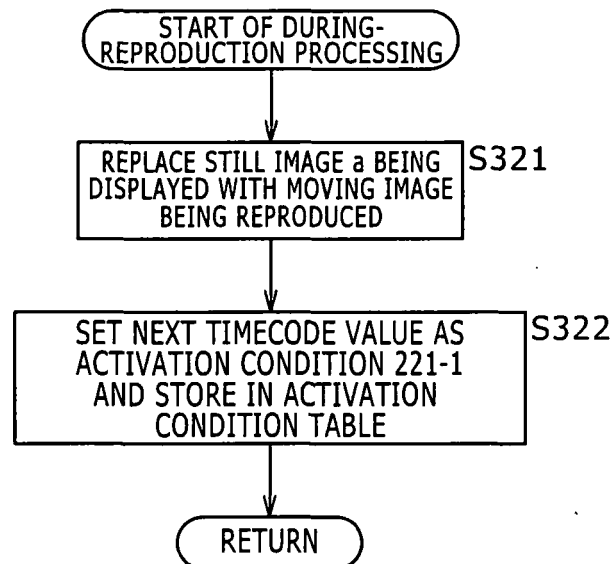 START OF DURING-
REPRODUCTION PROCESSING
REPLACE STILL IMAGE a BEING
DISPLAYED WITH MOVING IMAGE
BEING REPRODUCED
S321
SET NEXT TIMECODE VALUE AS
ACTIVATION CONDITION 221-1
AND STORE IN ACTIVATION
CONDITION TABLE
S322
RETURN